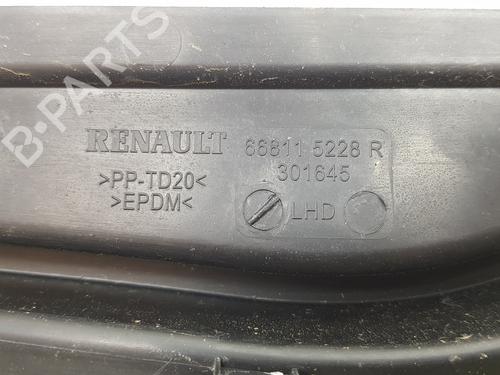 B-Parts
RENAULT 66811 5228 R
>PP-TD20< 301645
>EPDM< LHD